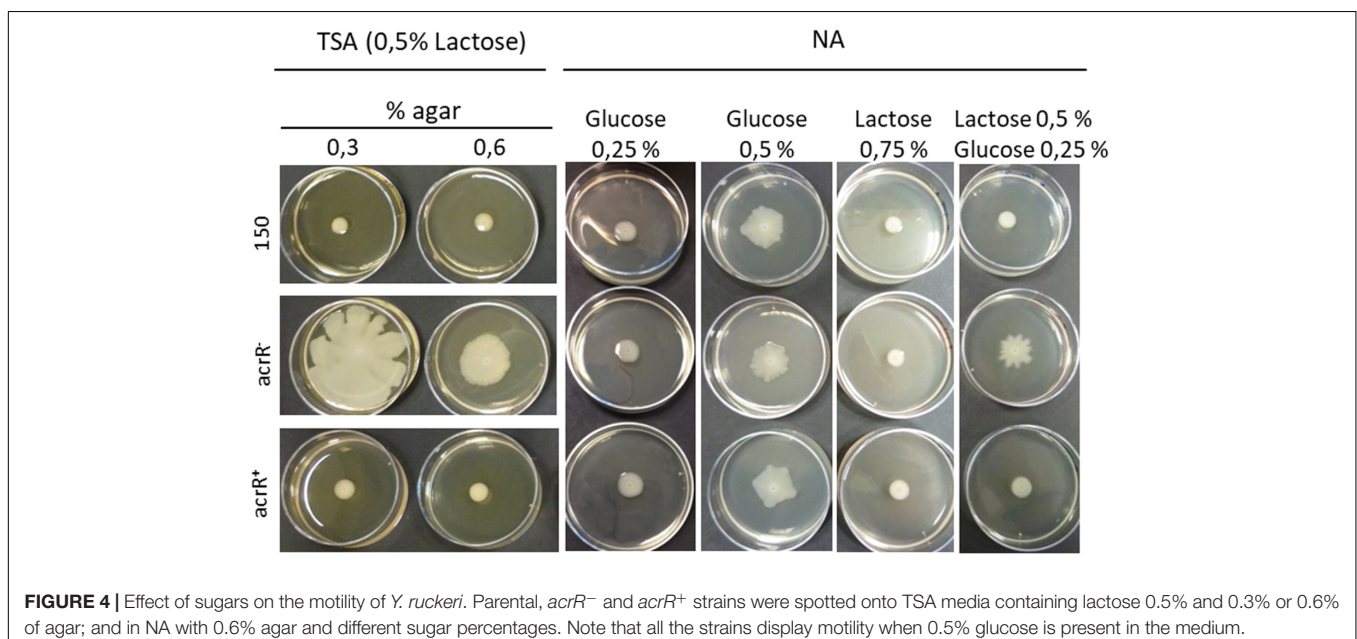 TSA (0,5% Lactose)
NA
% agar
0,3
0,6
Glucose
0,25 %
Glucose
0,5 %
Lactose
0,75 %
Lactose 0,5 %
Glucose 0,25 %
150
acrR-
acrR+
FIGURE 4 | Effect of sugars on the motility of Y. ruckeri. Parental, acrR− and acrR+ strains were spotted onto TSA media containing lactose 0.5% and 0.3% or 0.6%
of agar; and in NA with 0.6% agar and different sugar percentages. Note that all the strains display motility when 0.5% glucose is present in the medium.